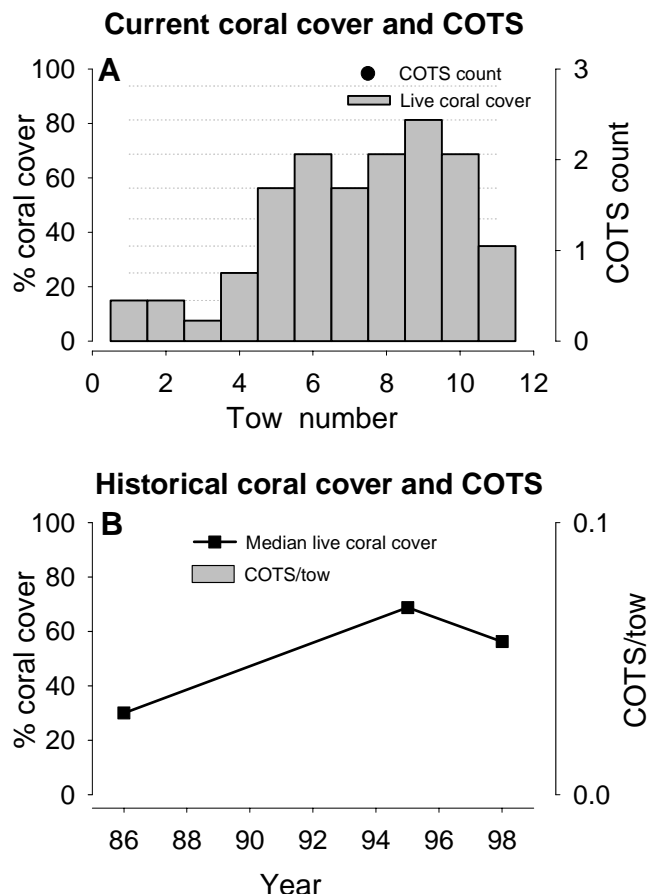 Current coral cover and COTS
A
COTS count
Live coral cover
100
80
60
40
20
0
% coral cover
3
2
1
0
COTS count
0 2 4 6 8 10 12
Tow number
Historical coral cover and COTS
B
Median live coral cover
COTS/tow
100
80
60
40
20
0
% coral cover
0.1
0.0
COTS/tow
86 88 90 92 94 96 98
Year